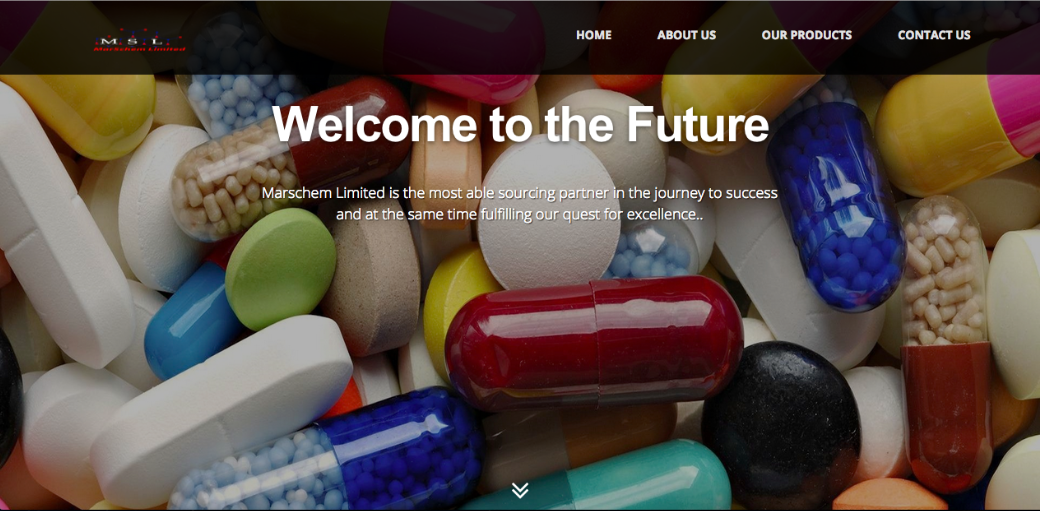 M S L
Marschem Limited
HOME ABOUT US OUR PRODUCTS CONTACT US
Welcome to the Future
Marschem Limited is the most able sourcing partner in the journey to success
and at the same time fulfilling our quest for excellence..